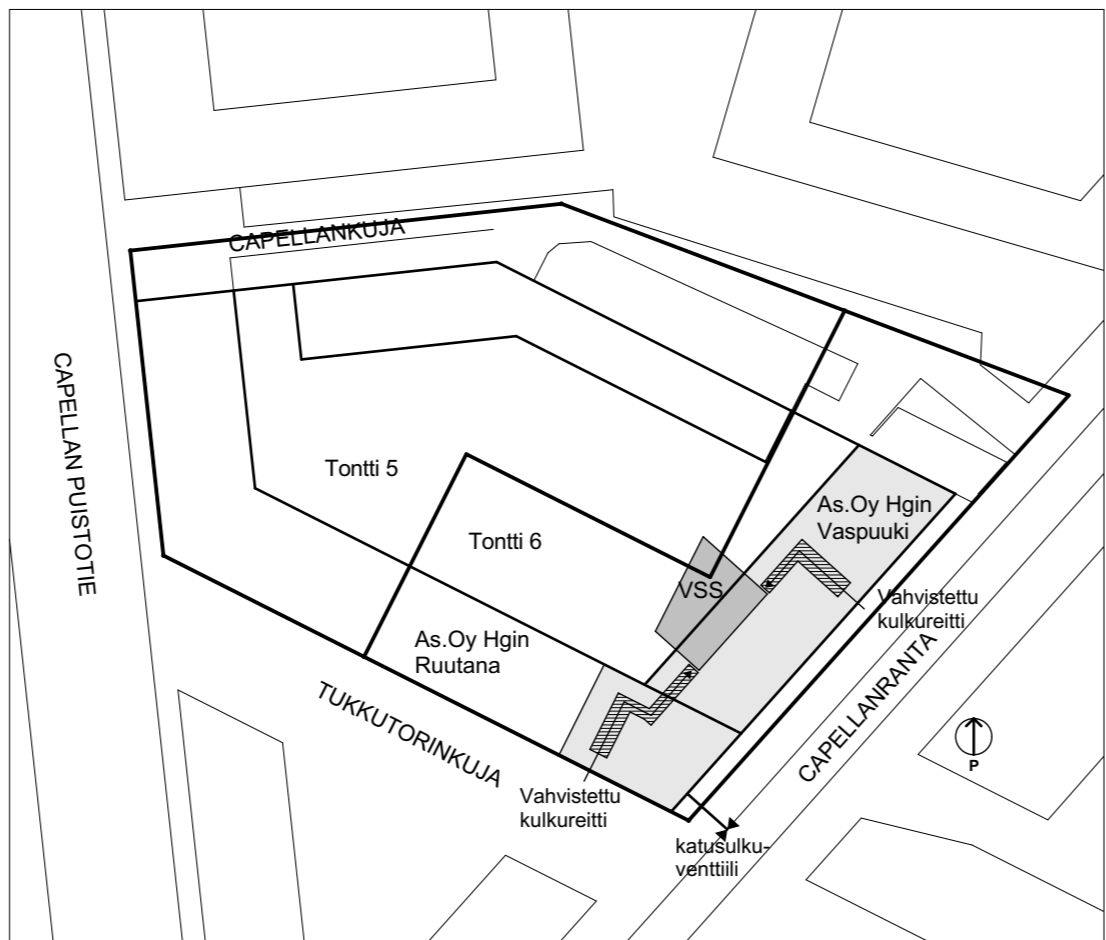 CAPELLANKUJA
CAPELLAN PUISTOTIE
Tontti 5
As.Oy Hgin
Vaspuuki
Tontti 6
VSS
Vahvistettu
kulkureitti
As.Oy Hgin
Ruutana
TUKKUTORINKUJA
CAPELLANRANTA
P
Vahvistettu
kulkureitti
katusulku-
venttiili